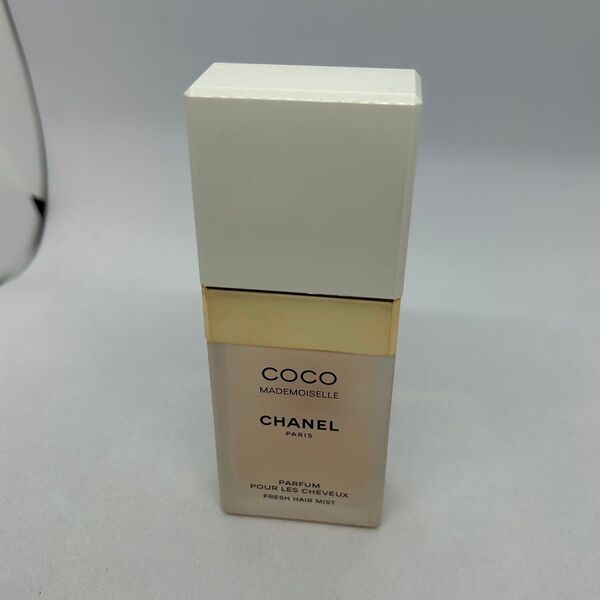 COCO
MADEMOISELLE
CHANEL
PARIS
PARFUM
POUR LES CHEVEUX
FRESH HAIR MIST